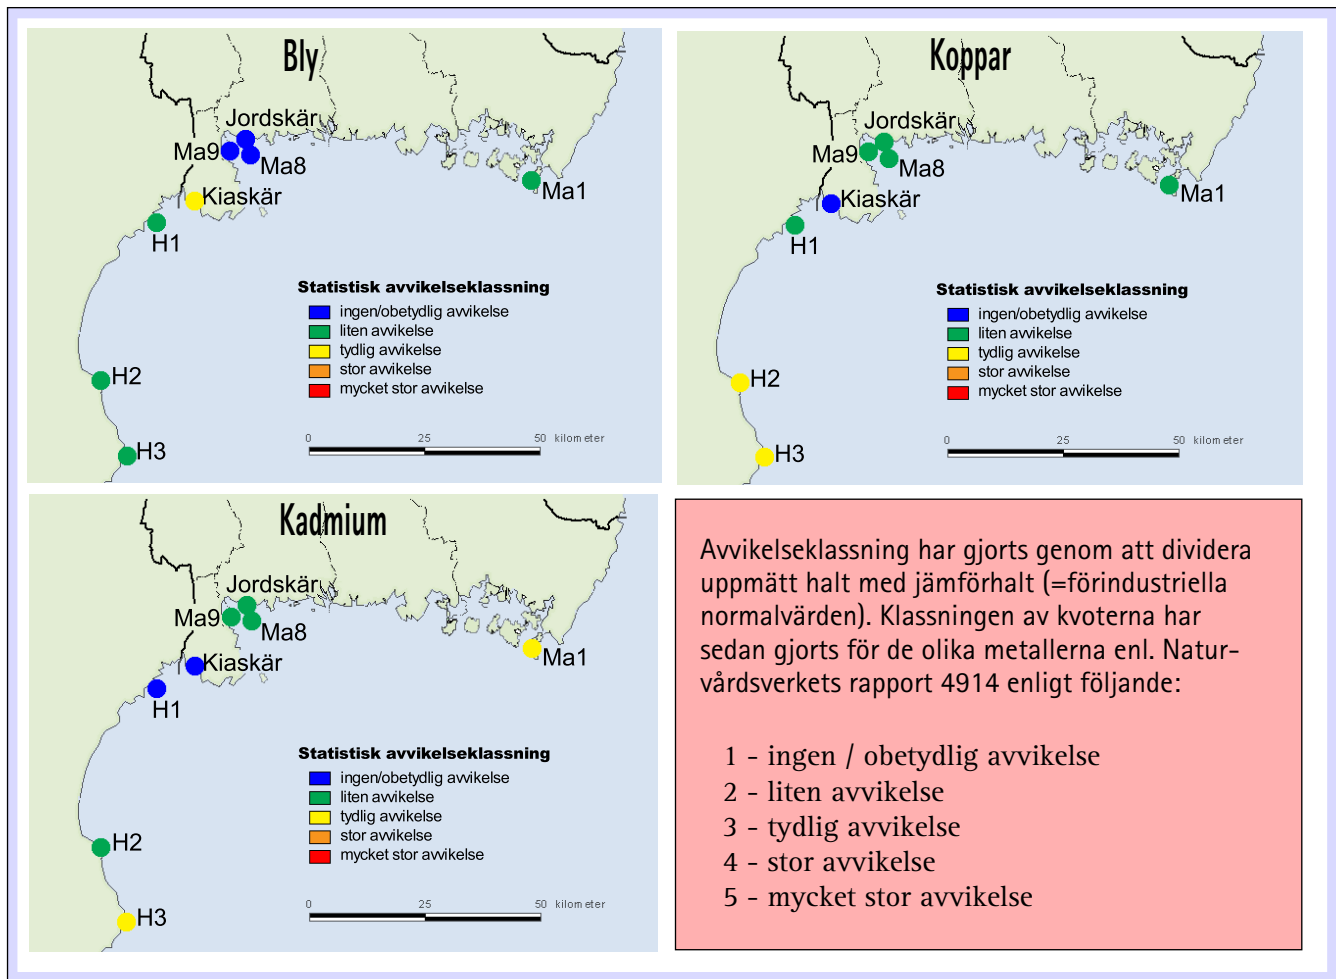 Bly
Jordskär
Ma9
Ma8
Kiaskär
Ma1
H1
Statistisk avvikelseklassning
ingen/obetydlig avvikelse
liten avvikelse
tydlig avvikelse
stor avvikelse
mycket stor avvikelse
H2
H3
0 25 50 kilometer
Koppar
Jordskär
Ma9
Ma8
Kiaskär
Ma1
H1
Statistisk avvikelseklassning
ingen/obetydlig avvikelse
liten avvikelse
tydlig avvikelse
stor avvikelse
mycket stor avvikelse
H2
H3
0 25 50 kilometer
Kadmium
Jordskär
Ma9
Ma8
Kiaskär
Ma1
H1
Statistisk avvikelseklassning
ingen/obetydlig avvikelse
liten avvikelse
tydlig avvikelse
stor avvikelse
mycket stor avvikelse
H2
H3
0 25 50 kilometer
Avvikelseklassning har gjorts genom att dividera
uppmätt halt med jämförhalt (=förindustriella
normalvärden). Klassningen av kvoterna har
sedan gjorts för de olika metallerna enl. Natur-
vårdsverkets rapport 4914 enligt följande:
1 - ingen / obetydlig avvikelse
2 - liten avvikelse
3 - tydlig avvikelse
4 - stor avvikelse
5 - mycket stor avvikelse